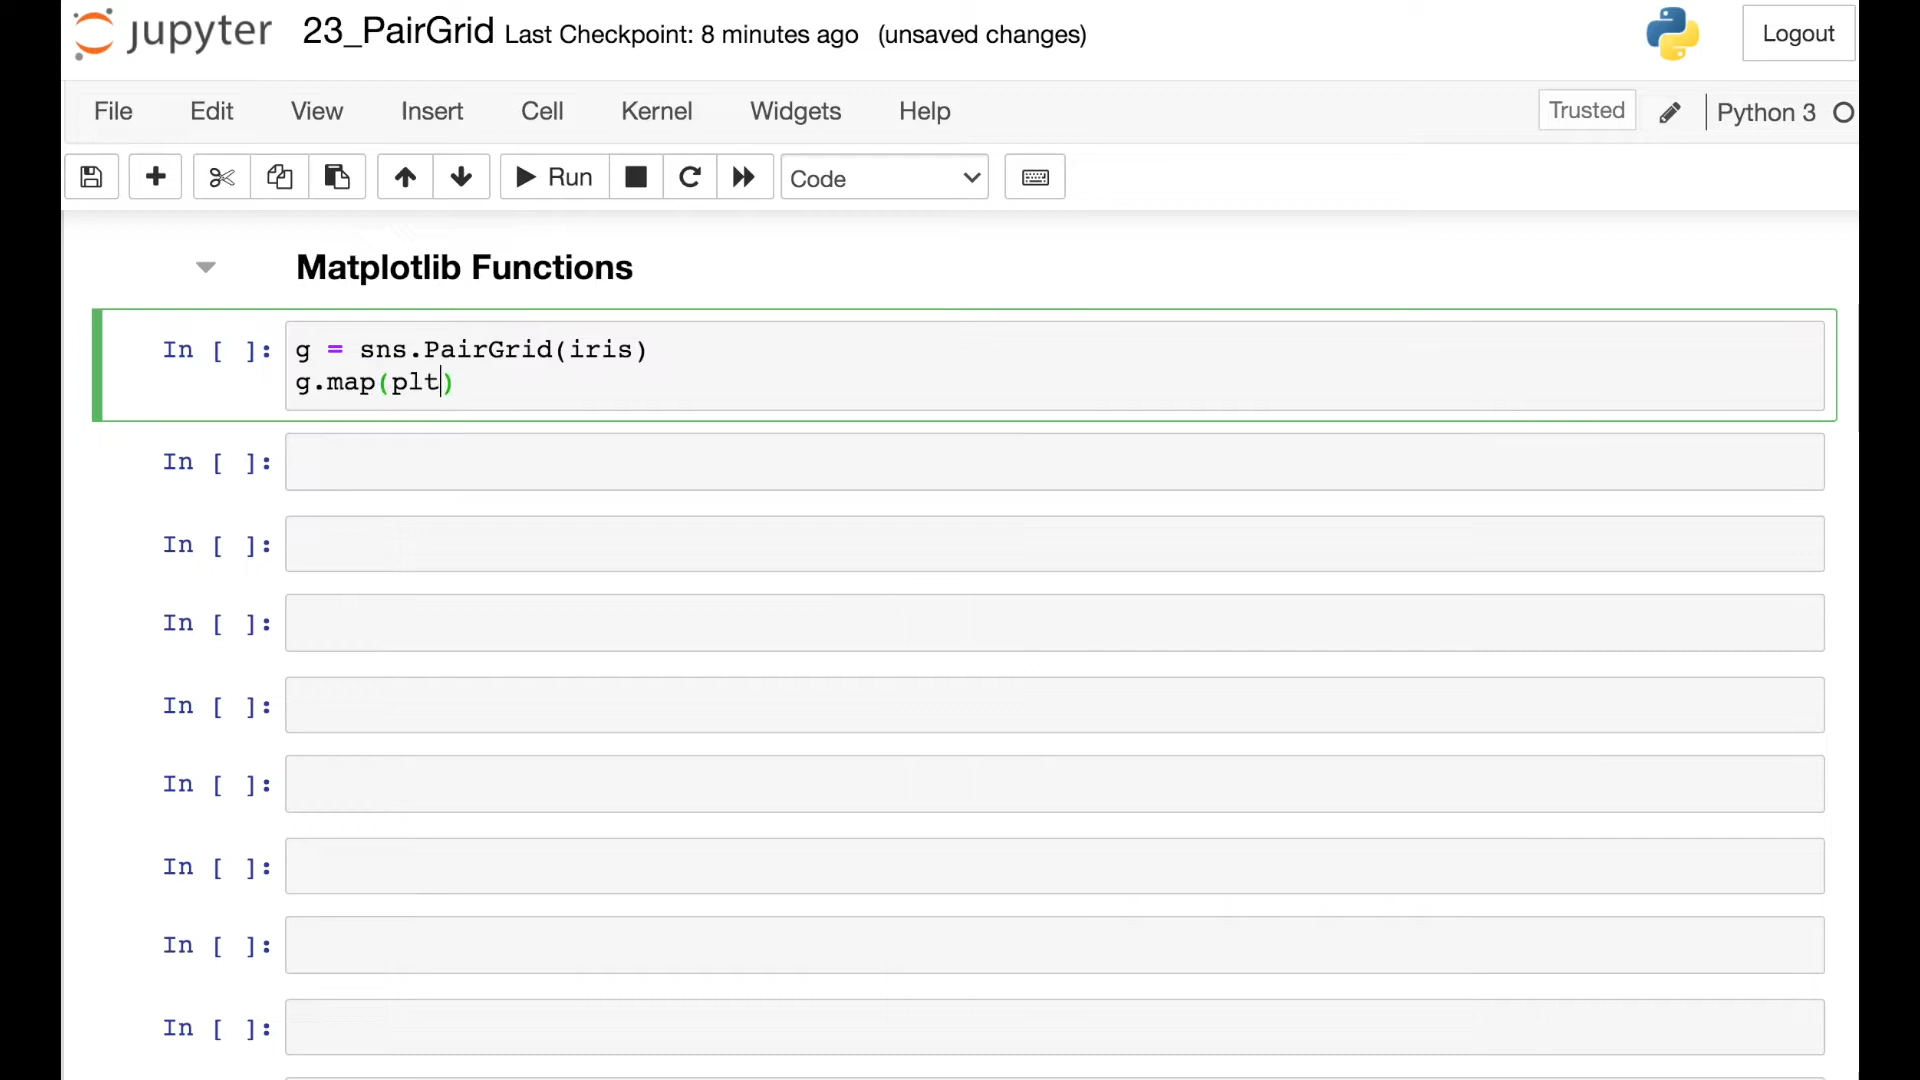 jupyter 23_PairGrid Last Checkpoint: 8 minutes ago (unsaved changes) Logout
File Edit View Insert Cell Kernel Widgets Help Trusted Python 3
Run Code
Matplotlib Functions
In [ ]: g = sns.PairGrid(iris)
g.map(plt)
In [ ]:
In [ ]:
In [ ]:
In [ ]:
In [ ]:
In [ ]:
In [ ]:
In [ ]: